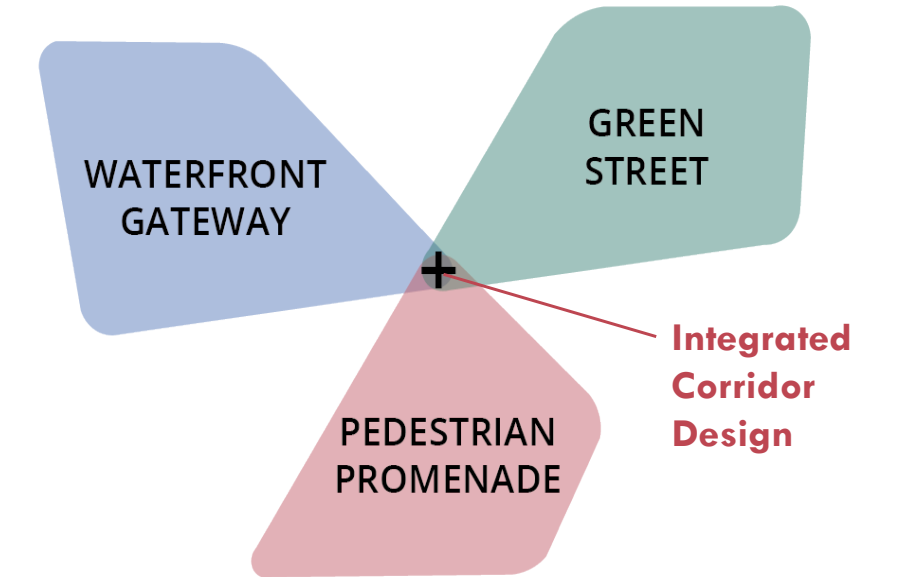 GREEN
STREET
WATERFRONT
GATEWAY
+
Integrated
Corridor
Design
PEDESTRIAN
PROMENADE